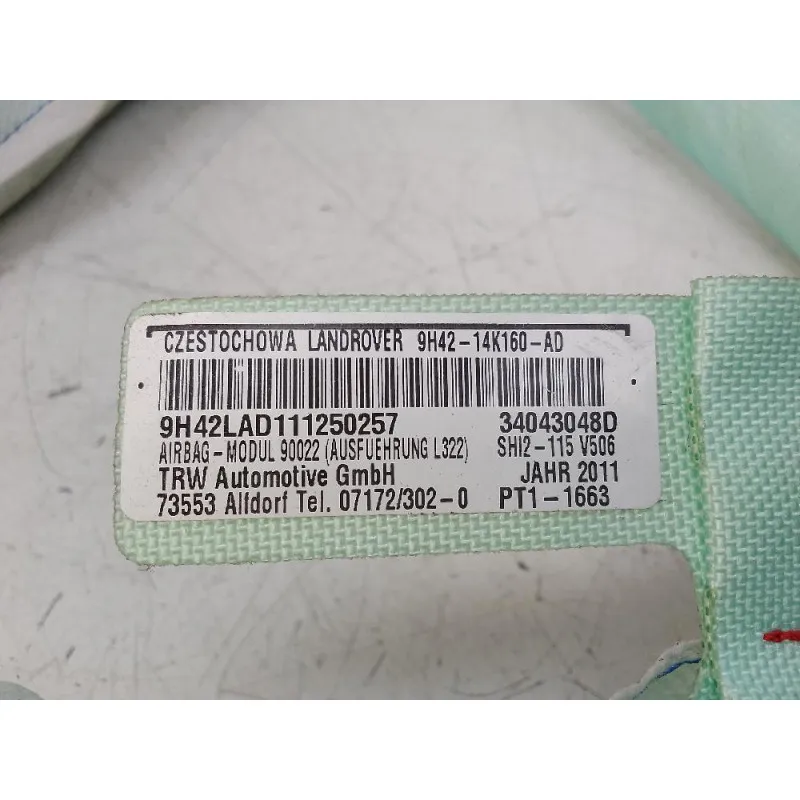 CZESTOCHOWA LANDROVER 9H42-14K160-AD
9H42LAD111250257 34043048D
AIRBAG-MODUL 90022 (AUSFUEHRUNG L322) SHI2-115 V506
TRW Automotive GmbH JAHR 2011
73553 Alfdorf Tel. 07172/302-0 PT1-1663